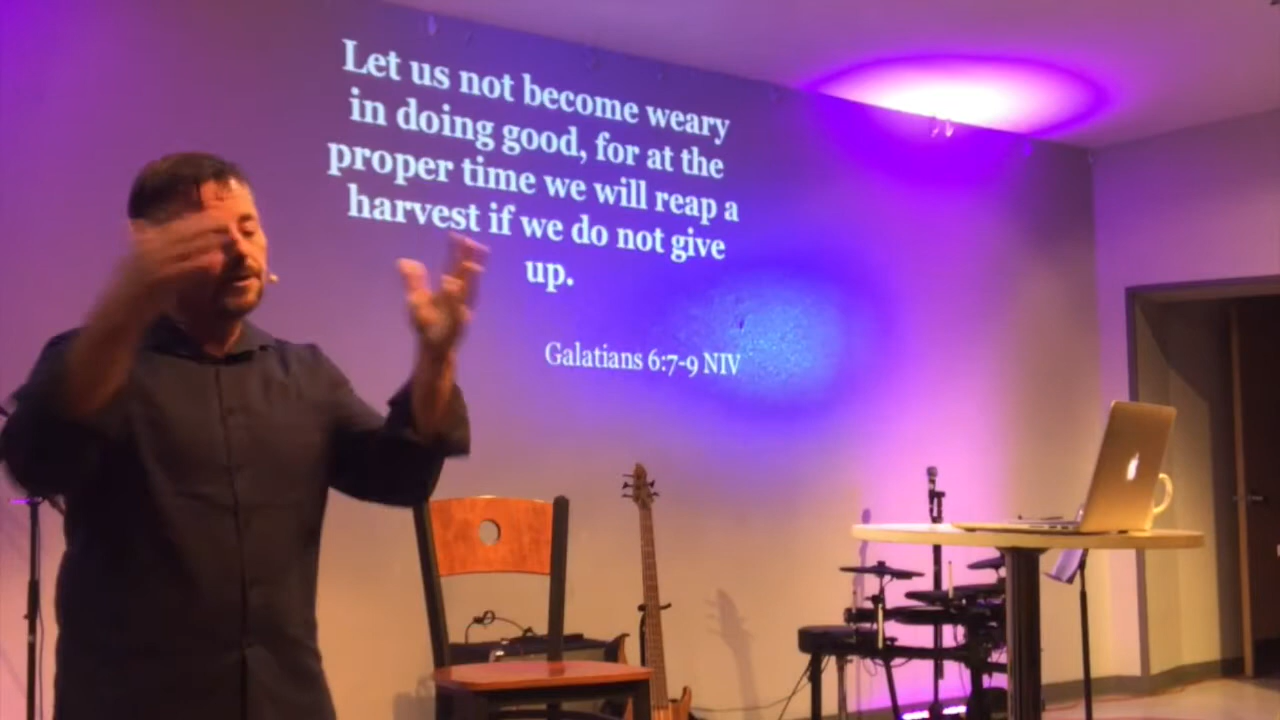 Let us not become weary
in doing good, for at the
proper time we will reap a
harvest if we do not give
up.
Galatians 6:7-9 NIV